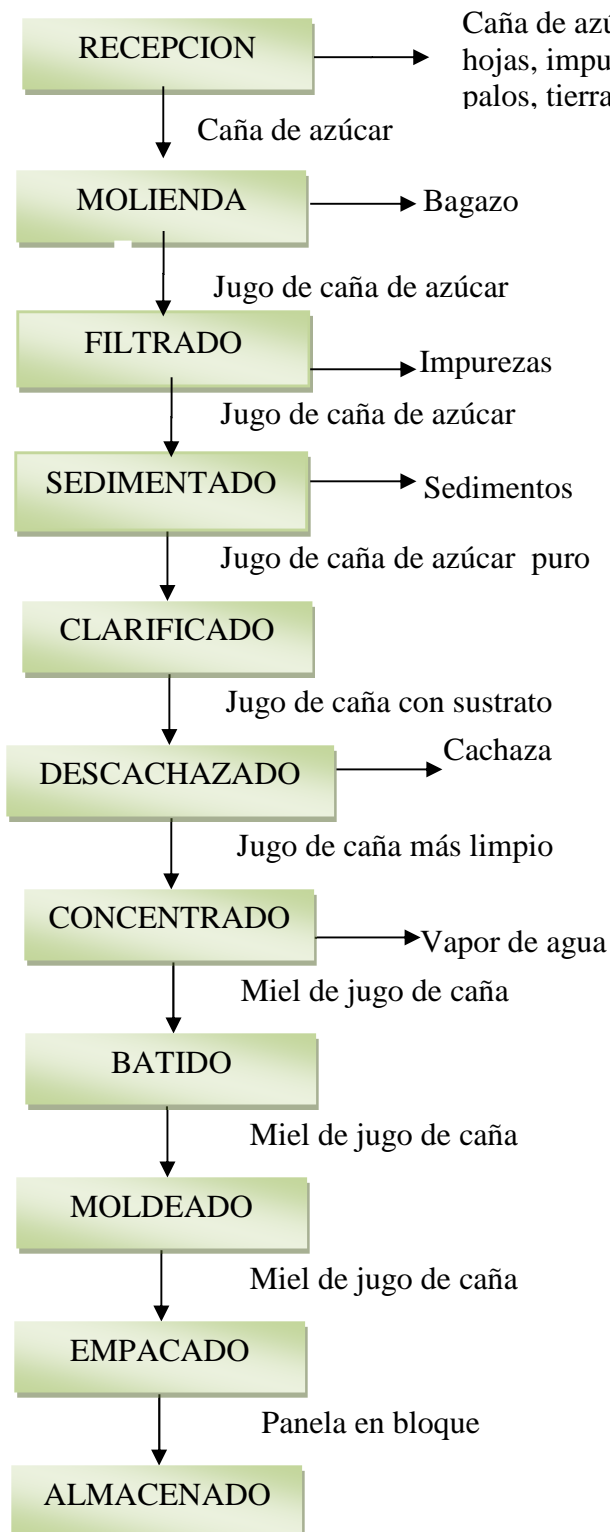 RECEPCION
Caña de
hojas,
palos, tierra
Caña de azúcar
MOLIENDA
Bagazo
Jugo de caña de azúcar
FILTRADO
Impurezas
Jugo de caña de azúcar
SEDIMENTADO
Sedimentos
Jugo de caña de azúcar puro
CLARIFICADO
Jugo de caña con sustrato
DESCACHAZADO
Cachaza
Jugo de caña más limpio
CONCENTRADO
Vapor de agua
Miel de jugo de caña
BATIDO
Miel de jugo de caña
MOLDEADO
Miel de jugo de caña
EMPACADO
Panela en bloque
ALMACENADO